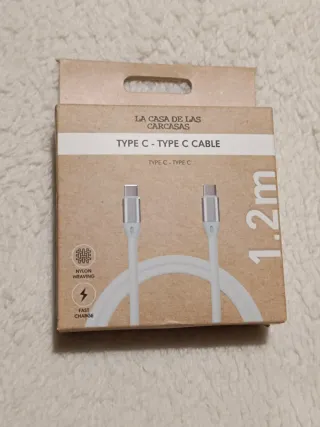 LA CASA DE LAS
CARCASAS
TYPE C - TYPE C CABLE
TYPE C - TYPE C
1.2m
NYLON
WEAVING
FAST
CHARGE